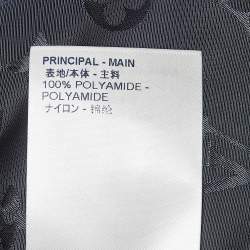 PRINCIPAL - MAIN
表地/本体 - 主料
100% POLYAMIDE -
POLYAMIDE
ナイロン - 锦纶